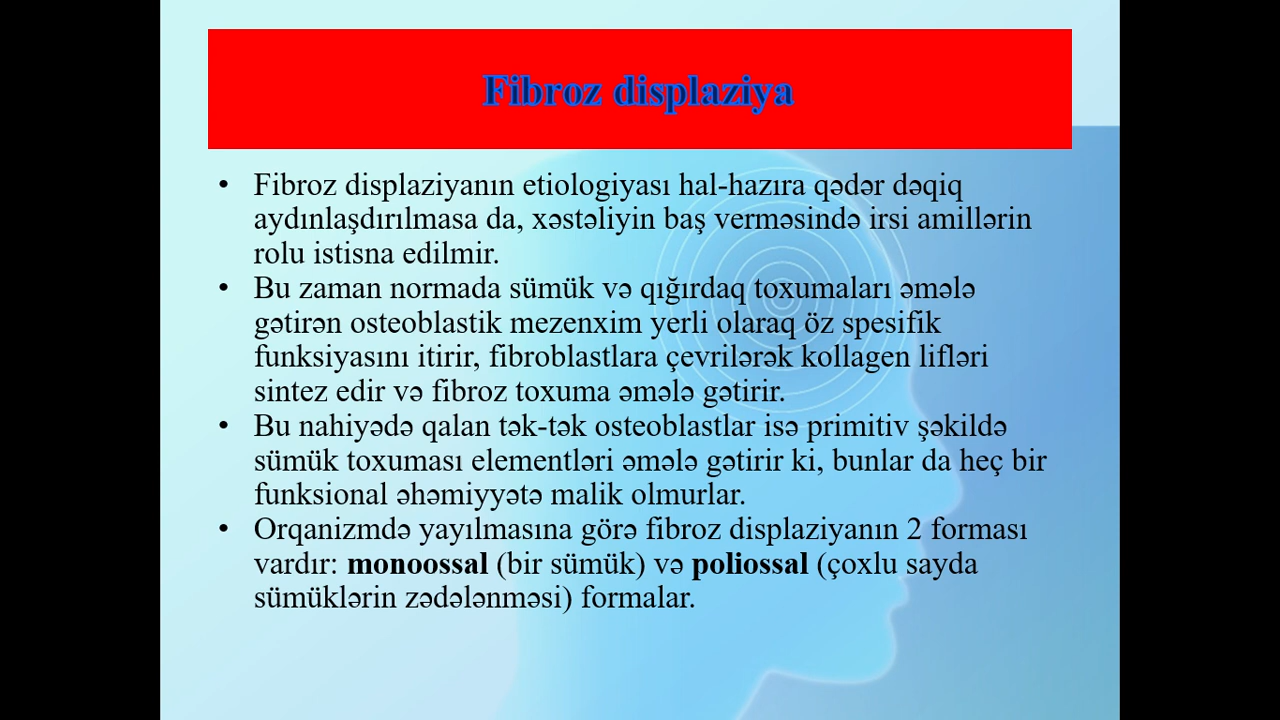 Fibroz displaziya
• Fibroz displaziyanın etiologiyası hal-hazıra qədər dəqiq
aydınlaşdırılmasa da, xəstəliyin baş verməsində irsi amillərin
rolu istisna edilmir.
• Bu zaman normada sümük və qığırdaq toxumaları əmələ
gətirən osteoblastik mezenxim yerli olaraq öz spesifik
funksiyasını itirir, fibroblastlara çevrilərək kollagen lifləri
sintez edir və fibroz toxuma əmələ gətirir.
• Bu nahiyədə qalan tək-tək osteoblastlar isə primitiv şəkildə
sümük toxuması elementləri əmələ gətirir ki, bunlar da heç bir
funksional əhəmiyyətə malik olmurlar.
• Orqanizmdə yayılmasına görə fibroz displaziyanın 2 forması
vardır: monoossal (bir sümük) və poliossal (çoxlu sayda
sümüklərin zədələnməsi) formalar.